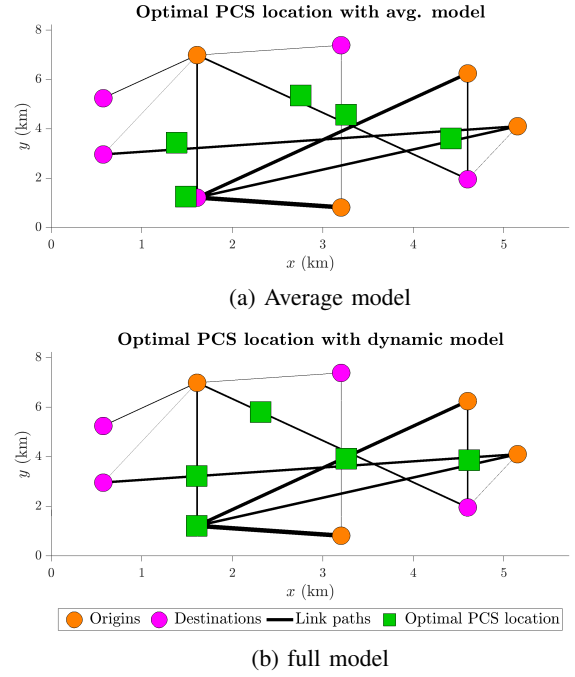 Optimal PCS location with avg. model
8
6
4
2
0
y (km)
0 1 2 3 4 5
x (km)
(a) Average model
Optimal PCS location with dynamic model
8
6
4
2
0
y (km)
0 1 2 3 4 5
x (km)
Origins Destinations Link paths Optimal PCS location
(b) full model